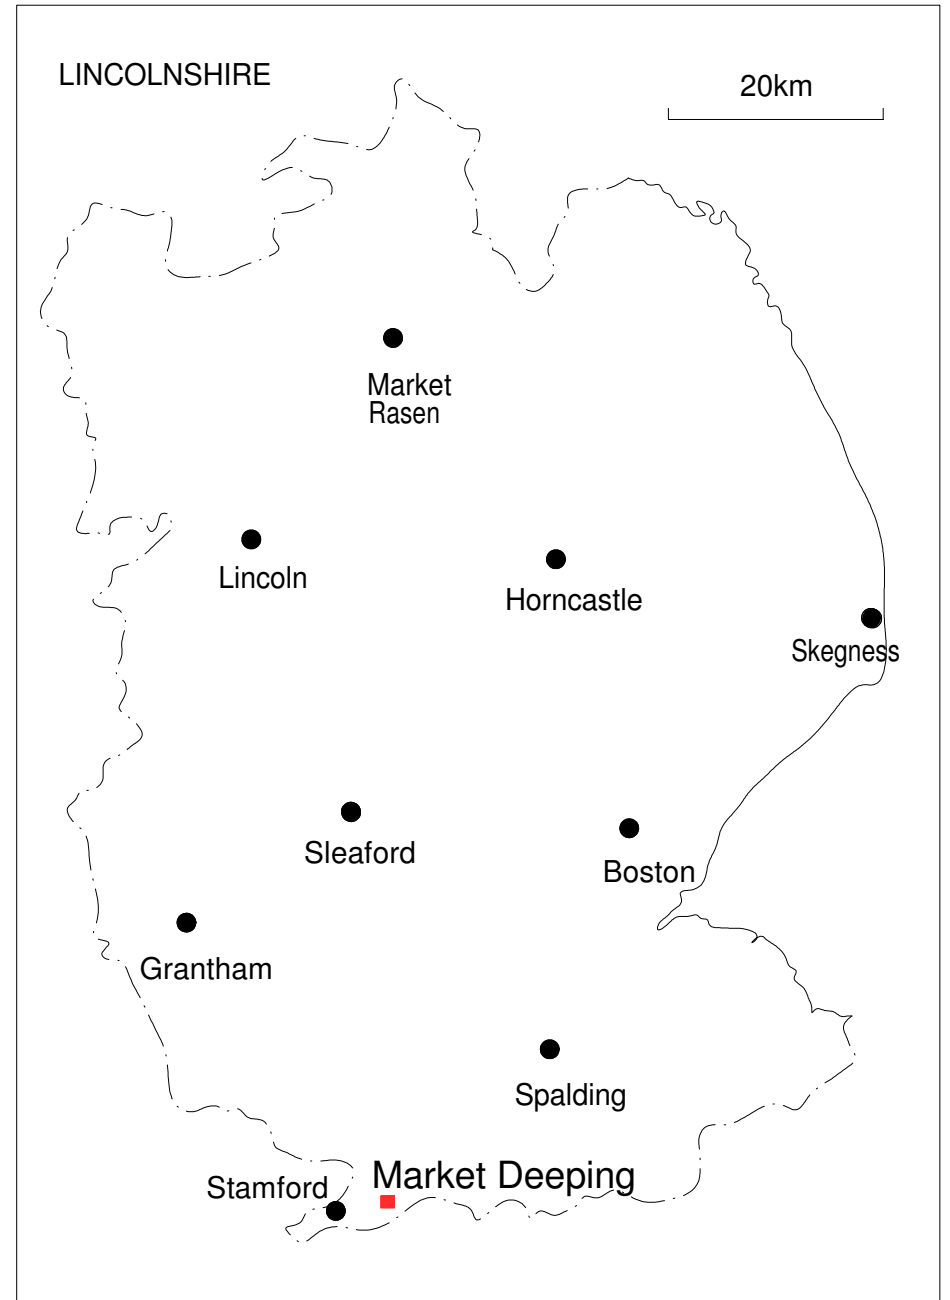 LINCOLNSHIRE
20km
Market
Rasen
Lincoln
Horncastle
Skegness
Sleaford
Boston
Grantham
Spalding
Market Deeping
Stamford